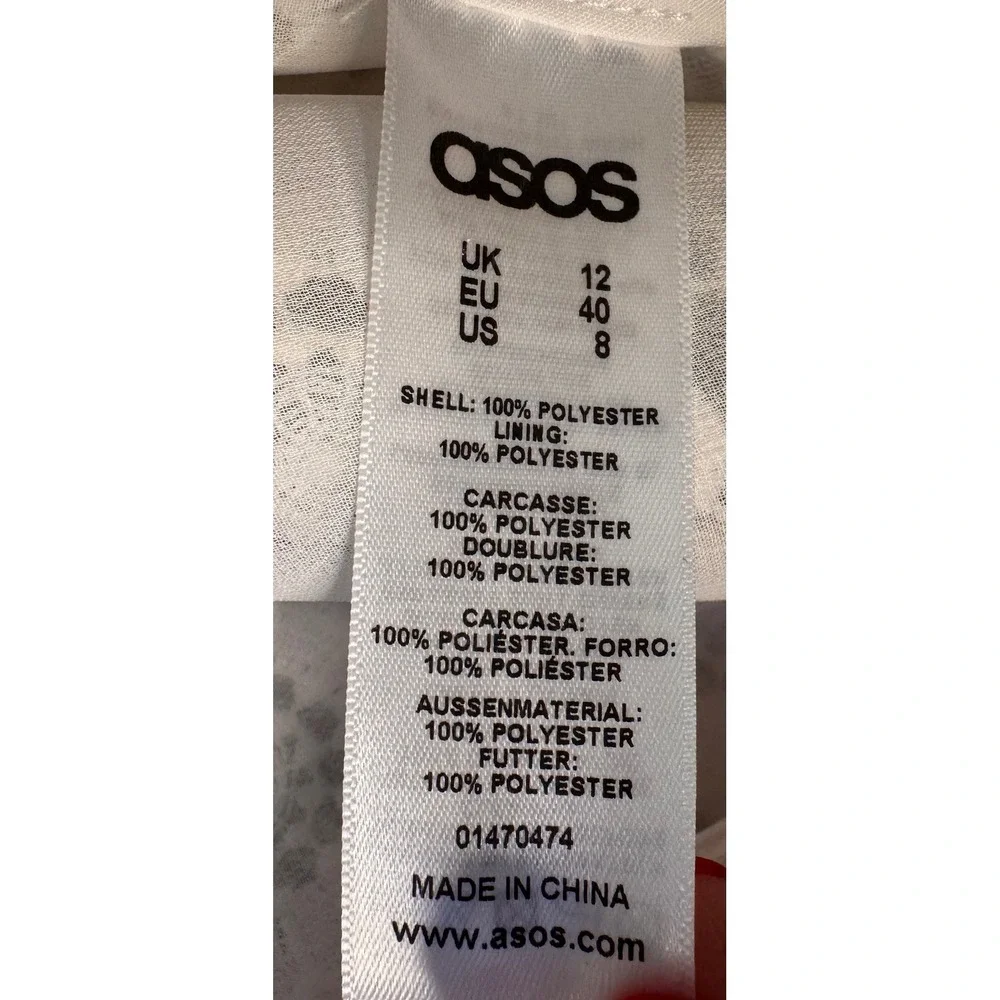 asos
UK 12
EU 40
US 8
SHELL: 100% POLYESTER
LINING:
100% POLYESTER
CARCASSE:
100% POLYESTER
DOUBLURE:
100% POLYESTER
CARCASA:
100% POLIÉSTER. FORRO:
100% POLIÉSTER
AUSSENMATERIAL:
100% POLYESTER
FUTTER:
100% POLYESTER
01470474
MADE IN CHINA
www.asos.com